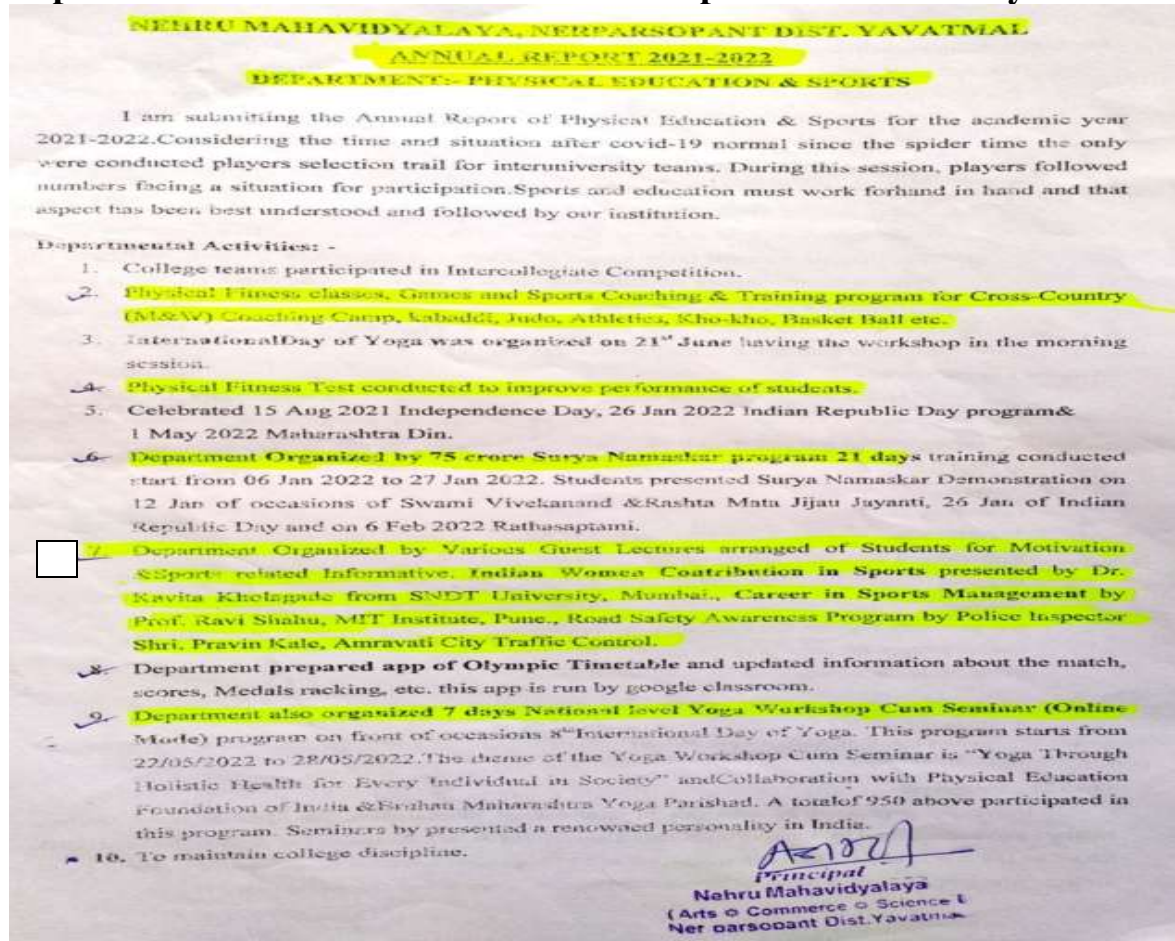 NEHRU MAHAVIDYALAYA, NERPARSOPANT DIST. YAVATMAL
ANNUAL REPORT 2021-2022
DEPARTMENT:- PHYSICAL EDUCATION & SPORTS
I am submitting the Annual Report of Physical Education & Sports for the academic year
2021-2022.Considering the time and situation after covid-19 normal since the spider time the only
were conducted players selection trail for interuniversity teams. During this session, players followed
numbers facing a situation for participation.Sports and education must work forhand in hand and that
aspect has been best understood and followed by our institution.
Departmental Activities: -
1. College teams participated in Intercollegiate Competition.
2. Physical Fitness classes, Games and Sports Coaching & Training program for Cross-Country
(M&W) Coaching Camp, kabaddi, Judo, Athletics, Kho-kho, Basket Ball etc.
3. InternationalDay of Yoga was organized on 21st June having the workshop in the morning
session.
4. Physical Fitness Test conducted to improve performance of students.
5. Celebrated 15 Aug 2021 Independence Day, 26 Jan 2022 Indian Republic Day program&
1 May 2022 Maharashtra Din.
6. Department Organized by 75 crore Surya Namaskar program 21 days training conducted
start from 06 Jan 2022 to 27 Jan 2022. Students presented Surya Namaskar Demonstration on
12 Jan of occasions of Swami Vivekanand &Rashta Mata Jijau Jayanti, 26 Jan of Indian
Republic Day and on 6 Feb 2022 Rathasaptami.
7. Department Organized by Various Guest Lectures arranged of Students for Motivation
&Sports related Informative. Indian Women Contribution in Sports presented by Dr.
Kavita Kholagade from SNDT University, Mumbai., Career in Sports Management by
Prof. Ravi Shahu, MIT Institute, Pune., Road Safety Awareness Program by Police Inspector
Shri. Pravin Kale, Amravati City Traffic Control.
8. Department prepared app of Olympic Timetable and updated information about the match,
scores, Medals racking, etc. this app is run by google classroom.
9. Department also organized 7 days National level Yoga Workshop Cum Seminar (Online
Mode) program on front of occasions 8th International Day of Yoga. This program starts from
22/05/2022 to 28/05/2022.The theme of the Yoga Workshop Cum Seminar is "Yoga Through
Holistic Health for Every Individual in Society" andCollaboration with Physical Education
Foundation of India &Bruhan Maharashtra Yoga Parishad. A totalof 950 above participated in
this program. Seminers by presented a renowned personality in India.
10. To maintain college discipline.
Principal
Nehru Mahavidyalaya
(Arts o Commerce o Science
Ner parsopant Dist.Yavatma